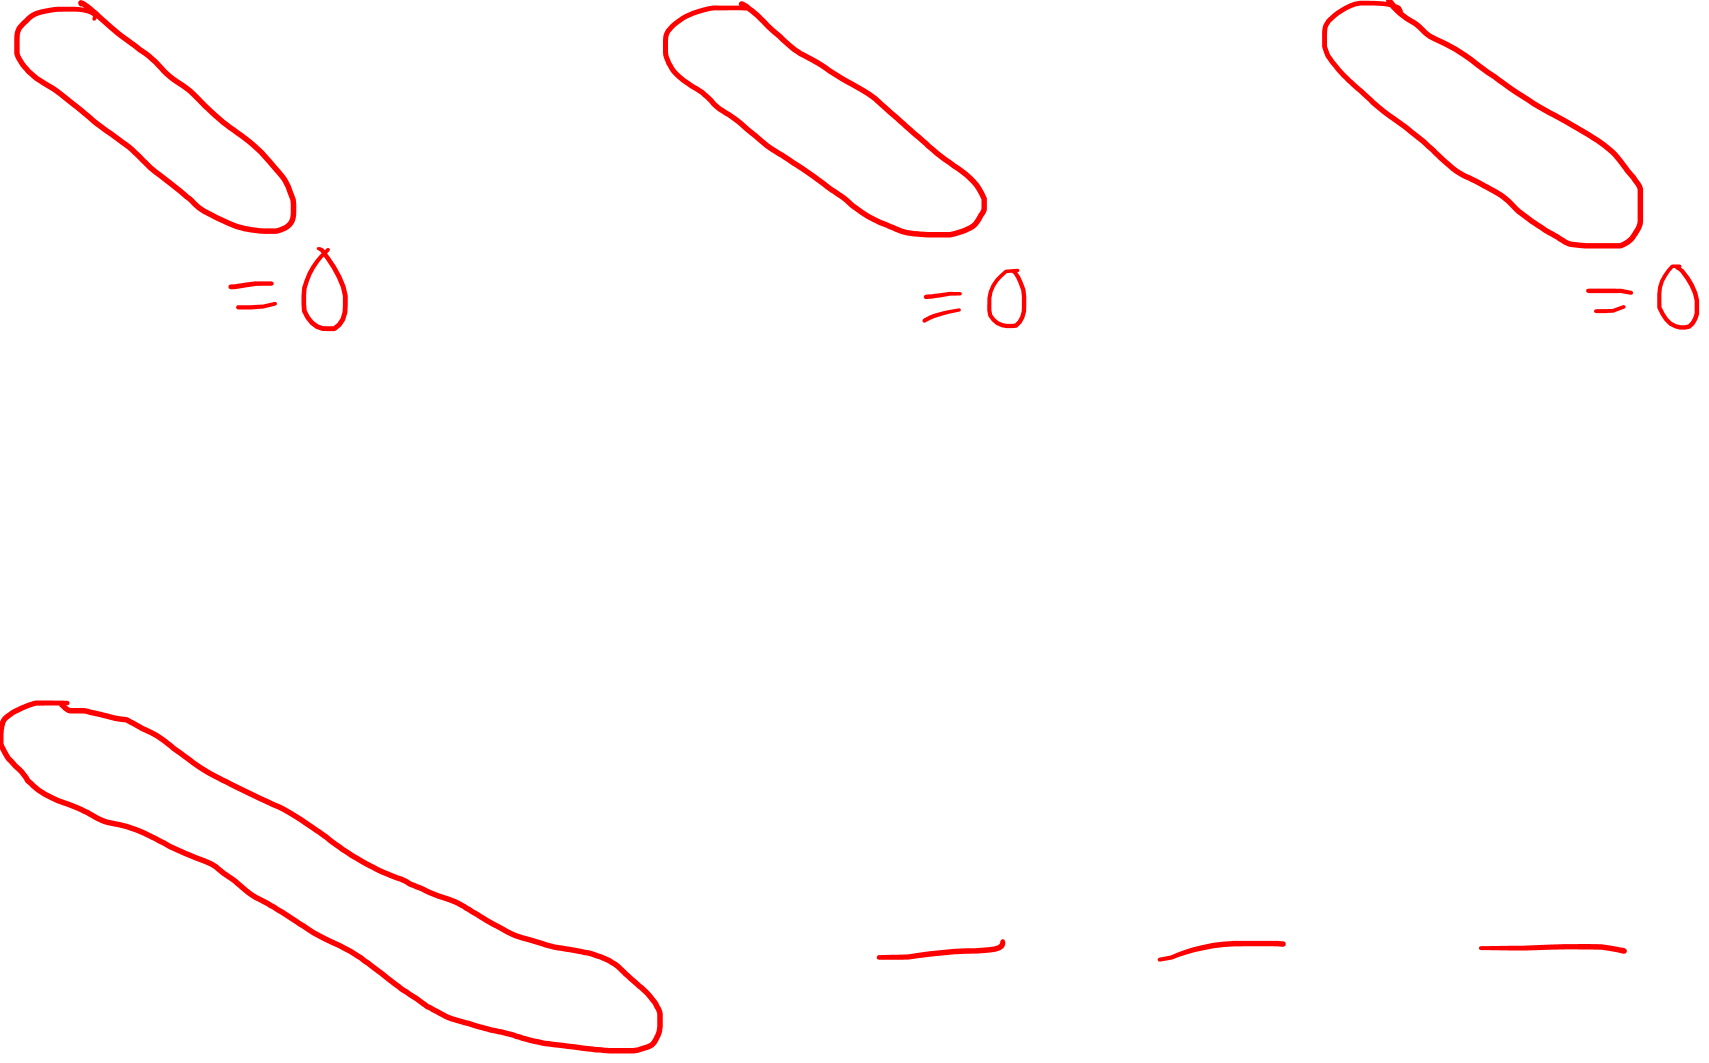 = 0 = 0 = 0